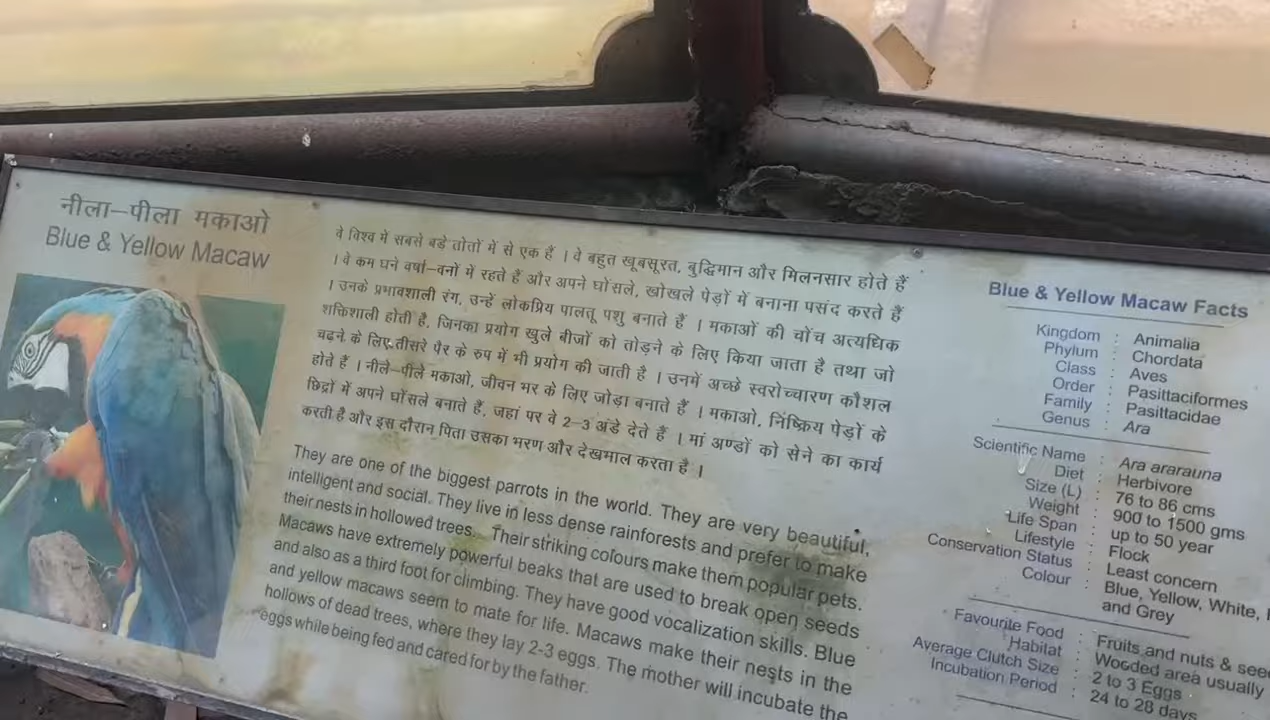 नीला–पीला मकाओ
Blue & Yellow Macaw
वे विश्व में सबसे बड़े तोतों में से एक हैं । वे बहुत खूबसूरत, बुद्धिमान और मिलनसार होते हैं
। वे कम घने वर्षा–वनों में रहते हैं और अपने घोंसले, खोखले पेड़ों में बनाना पसंद करते हैं
। उनके प्रभावशाली रंग, उन्हें लोकप्रिय पालतू पशु बनाते हैं । मकाओं की चोंच अत्यधिक
शक्तिशाली होती है, जिनका प्रयोग खुले बीजों को तोड़ने के लिए किया जाता है तथा जो
चढ़ने के लिए तीसरे पैर के रुप में भी प्रयोग की जाती है । उनमें अच्छे स्वरोच्चारण कौशल
होते हैं । नीले–पीले मकाओ, जीवन भर के लिए जोड़ा बनाते हैं । मकाओ, निष्क्रिय पेड़ों के
छिद्रों में अपने घोंसले बनाते हैं, जहां पर वे 2–3 अंडे देते हैं । मां अण्डों को सेने का कार्य
करती है और इस दौरान पिता उसका भरण और देखभाल करता है ।
They are one of the biggest parrots in the world. They are very beautiful,
intelligent and social. They live in less dense rainforests and prefer to make
their nests in hollowed trees. Their striking colours make them popular pets.
Macaws have extremely powerful beaks that are used to break open seeds
and also as a third foot for climbing. They have good vocalization skills. Blue
and yellow macaws seem to mate for life. Macaws make their nests in the
hollows of dead trees, where they lay 2-3 eggs. The mother will incubate the
eggs while being fed and cared for by the father.
Blue & Yellow Macaw Facts
Kingdom : Animalia
Phylum : Chordata
Class : Aves
Order : Pasittaciformes
Family : Pasittacidae
Genus : Ara
Scientific Name : Ara ararauna
Diet : Herbivore
Size (L) : 76 to 86 cms
Weight : 900 to 1500 gms
Life Span : up to 50 year
Lifestyle : Flock
Conservation Status : Least concern
Colour : Blue, Yellow, White,
and Grey
Favourite Food : Fruits and nuts &
Habitat : Wooded area usually
Average Clutch Size : 2 to 3 Eggs
Incubation Period : 24 to 28 days